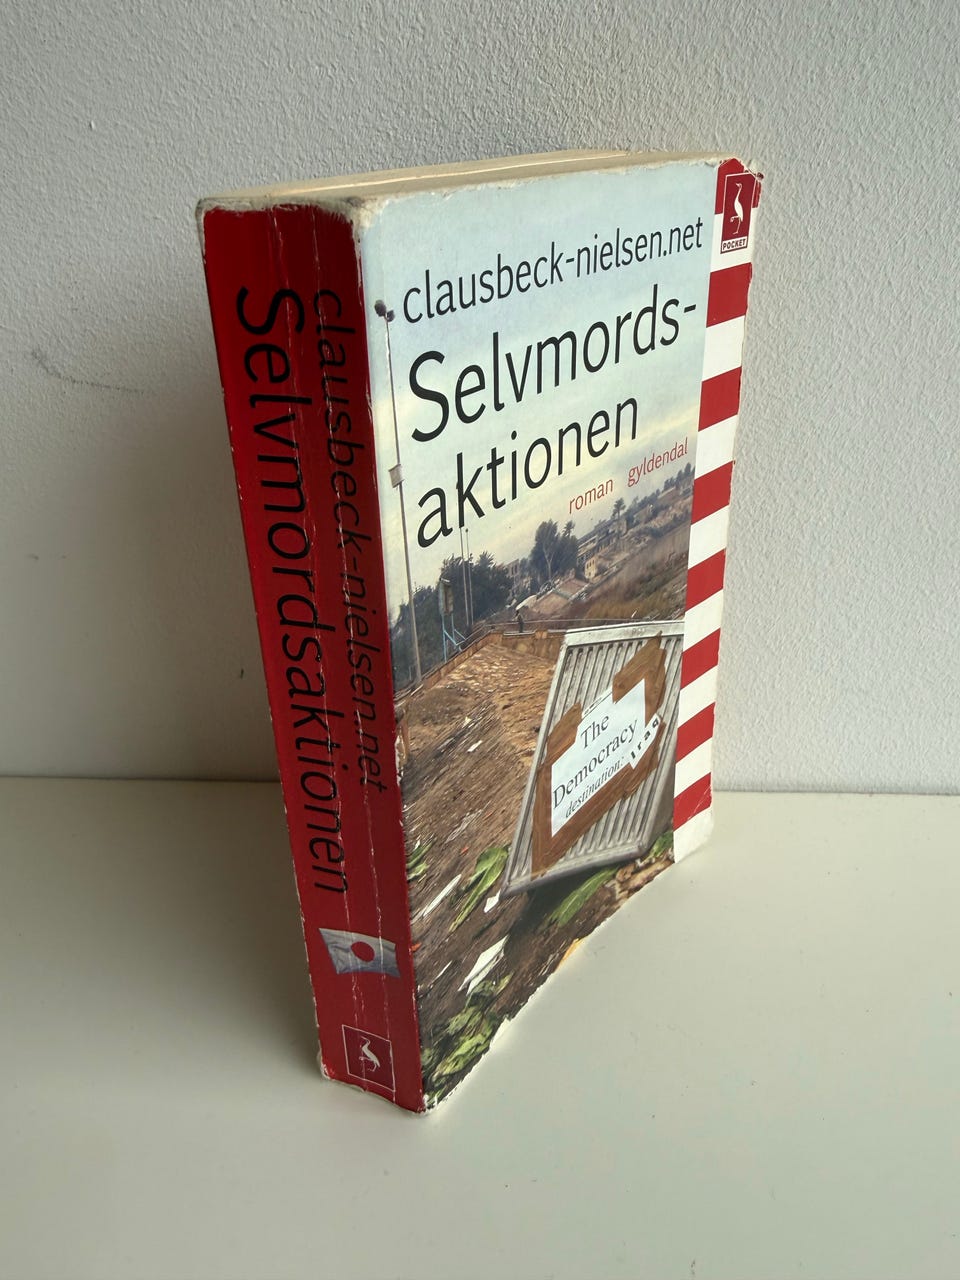 clausbeck-nielsen.net
Selvmords-
aktionen
roman gyldendal
POCKET
The
Democracy
destination: Iraq
clausbeck-nielsen.net
Selvmordsaktionen